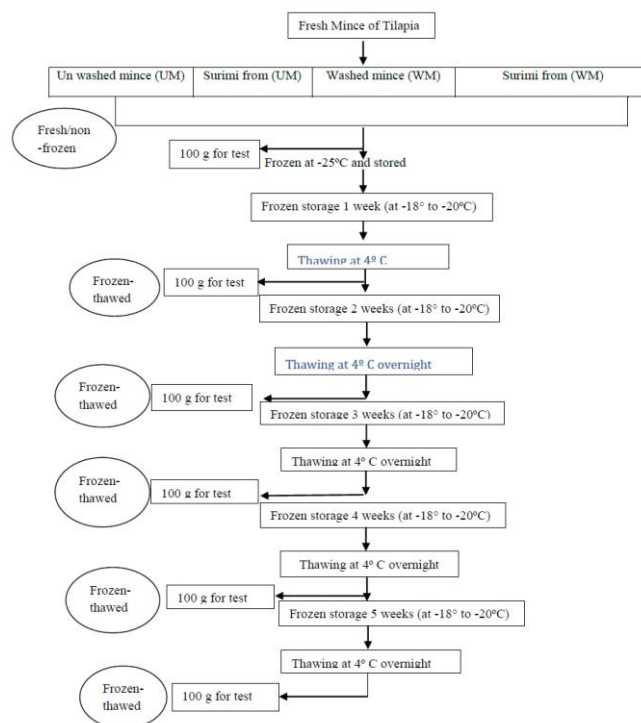 Fresh Mince of Tilapia
Un washed mince (UM) Surimi from (UM) Washed mince (WM) Surimi from (WM)
Fresh/non
-frozen
100 g for test
Frozen at -25ºC and stored
Frozen storage 1 week (at -18° to -20ºC)
Thawing at 4º C
Frozen-
thawed
100 g for test
Frozen storage 2 weeks (at -18° to -20ºC)
Thawing at 4º C overnight
Frozen-
thawed
100 g for test
Frozen storage 3 weeks (at -18° to -20ºC)
Thawing at 4º C overnight
Frozen-
thawed
100 g for test
Frozen storage 4 weeks (at -18° to -20ºC)
Thawing at 4º C overnight
Frozen-
thawed
100 g for test
Frozen storage 5 weeks (at -18° to -20ºC)
Thawing at 4º C overnight
Frozen-
thawed
100 g for test